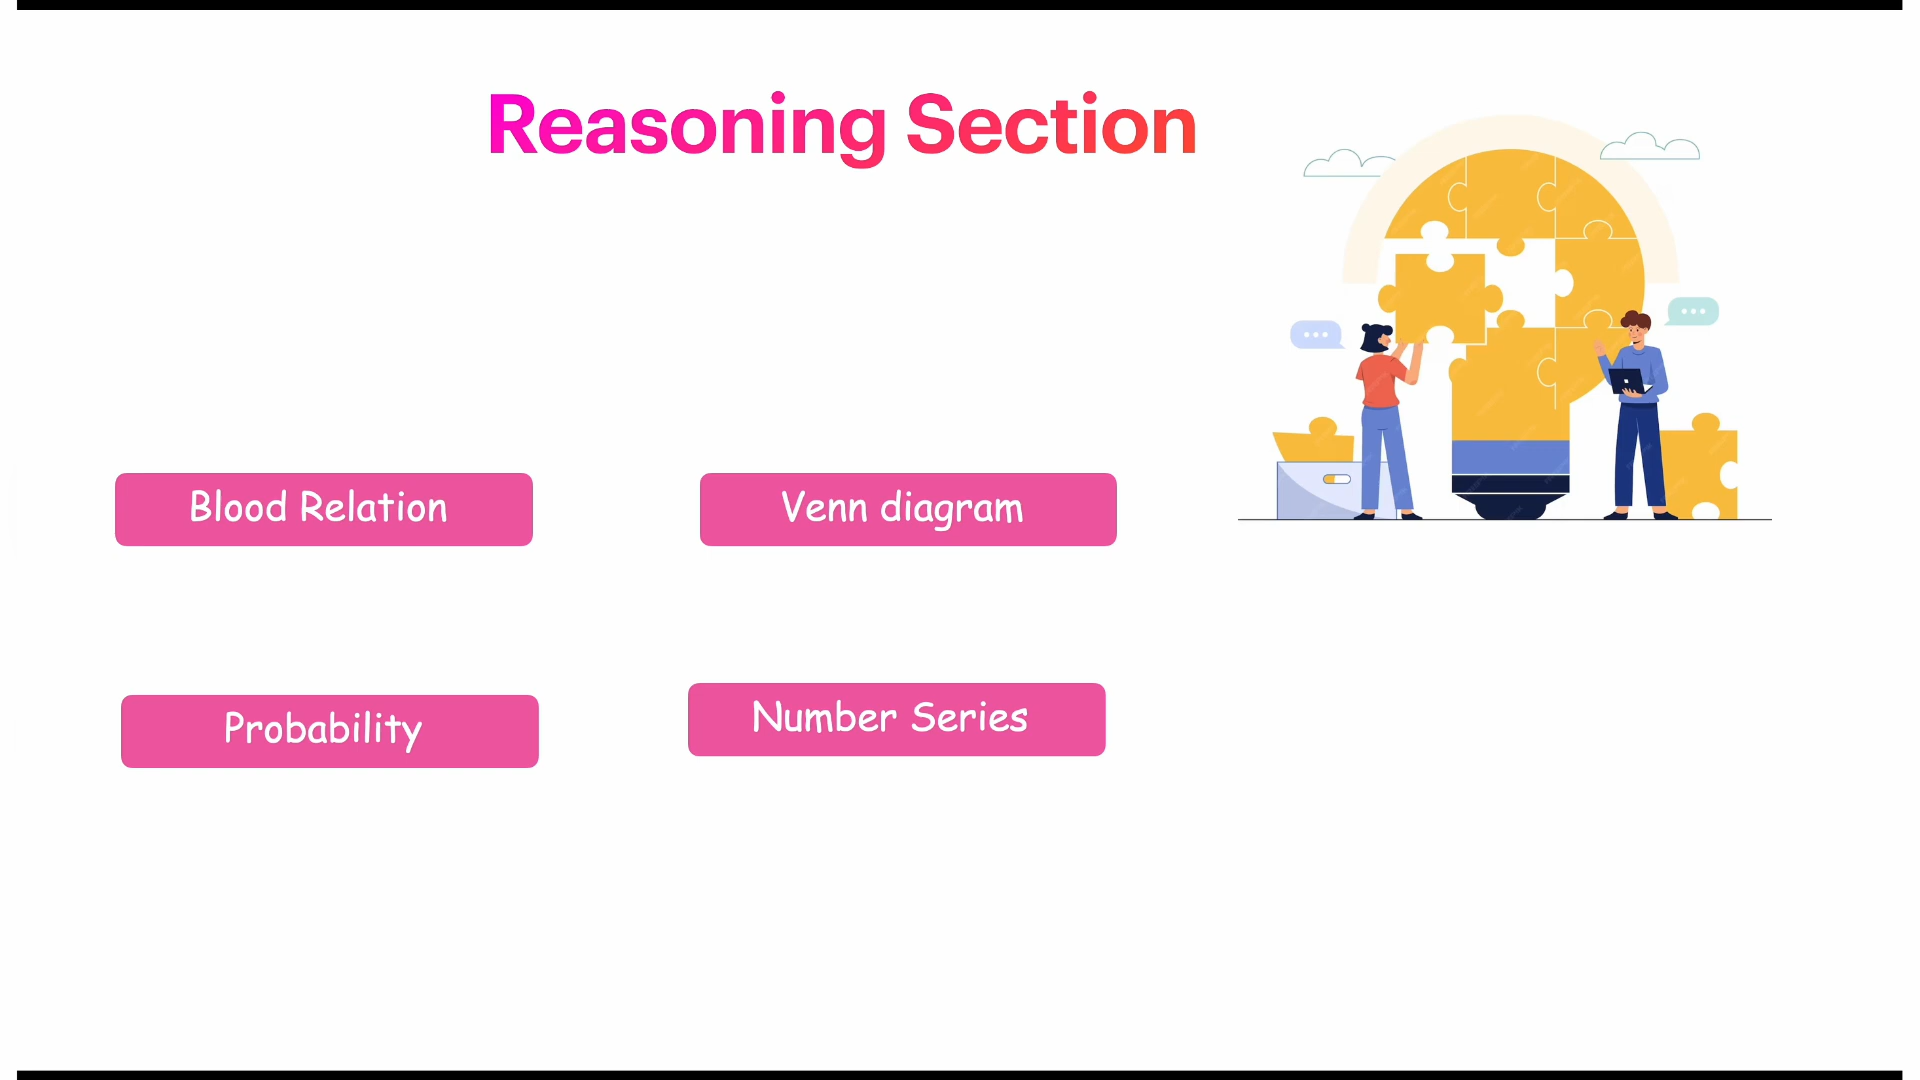 Reasoning Section
Blood Relation
Venn diagram
Probability
Number Series